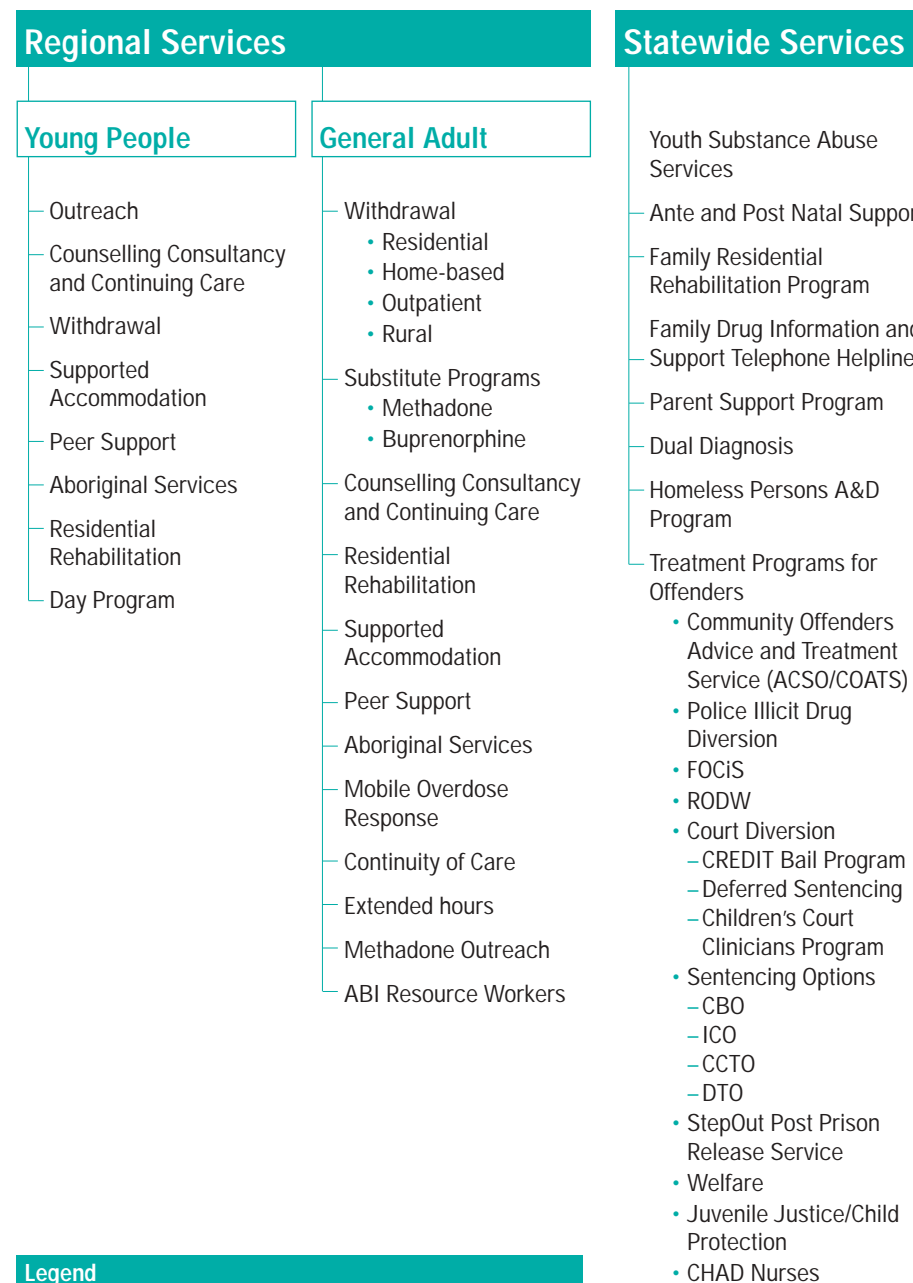 Regional Services
Young People
Outreach
Counselling Consultancy
and Continuing Care
Withdrawal
Supported
Accommodation
Peer Support
Aboriginal Services
Residential
Rehabilitation
Day Program
General Adult
Withdrawal
• Residential
• Home-based
• Outpatient
• Rural
Substitute Programs
• Methadone
• Buprenorphine
Counselling Consultancy
and Continuing Care
Residential
Rehabilitation
Supported
Accommodation
Peer Support
Aboriginal Services
Mobile Overdose
Response
Continuity of Care
Extended hours
Methadone Outreach
ABI Resource Workers
Statewide Services
Youth Substance Abuse
Services
Ante and Post Natal Suppor
Family Residential
Rehabilitation Program
Family Drug Information and
Support Telephone Helpline
Parent Support Program
Dual Diagnosis
Homeless Persons A&D
Program
Treatment Programs for
Offenders
• Community Offenders
Advice and Treatment
Service (ACSO/COATS)
• Police Illicit Drug
Diversion
• FOCiS
• RODW
• Court Diversion
– CREDIT Bail Program
– Deferred Sentencing
– Children's Court
Clinicians Program
• Sentencing Options
– CBO
– ICO
– CCTO
– DTO
• StepOut Post Prison
Release Service
• Welfare
• Juvenile Justice/Child
Protection
• CHAD Nurses
Legend